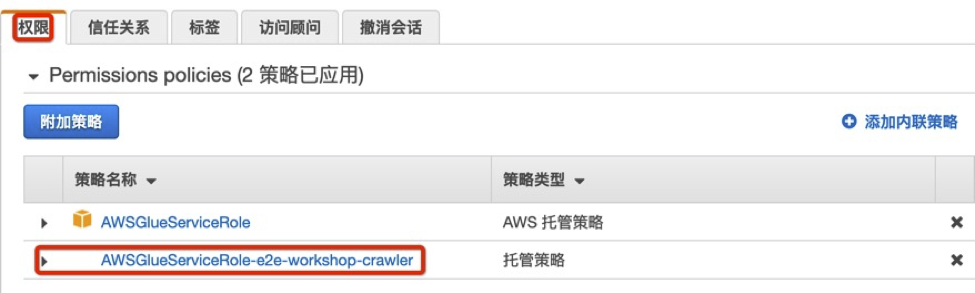 权限 信任关系 标签 访问顾问 撤消会话
Permissions policies (2 策略已应用)
附加策略 添加内联策略
策略名称 策略类型
AWSGlueServiceRole AWS 托管策略
AWSGlueServiceRole-e2e-workshop-crawler 托管策略